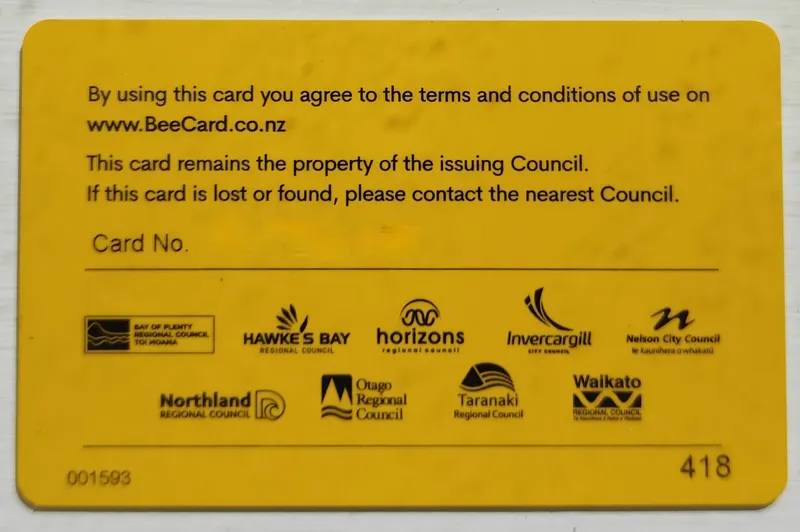 By using this card you agree to the terms and conditions of use on
www.BeeCard.co.nz
This card remains the property of the issuing Council.
If this card is lost or found, please contact the nearest Council.
Card No.
BAY OF PLENTY
REGIONAL COUNCIL
TOI MOANA
HAWKE'S BAY
REGIONAL COUNCIL
horizons
regional council
Invercargill
CITY COUNCIL
Nelson City Council
te Kaunihera o whakatū
Northland
REGIONAL COUNCIL
Otago
Regional
Council
Taranaki
Regional Council
Waikato
REGIONAL COUNCIL
001593
418